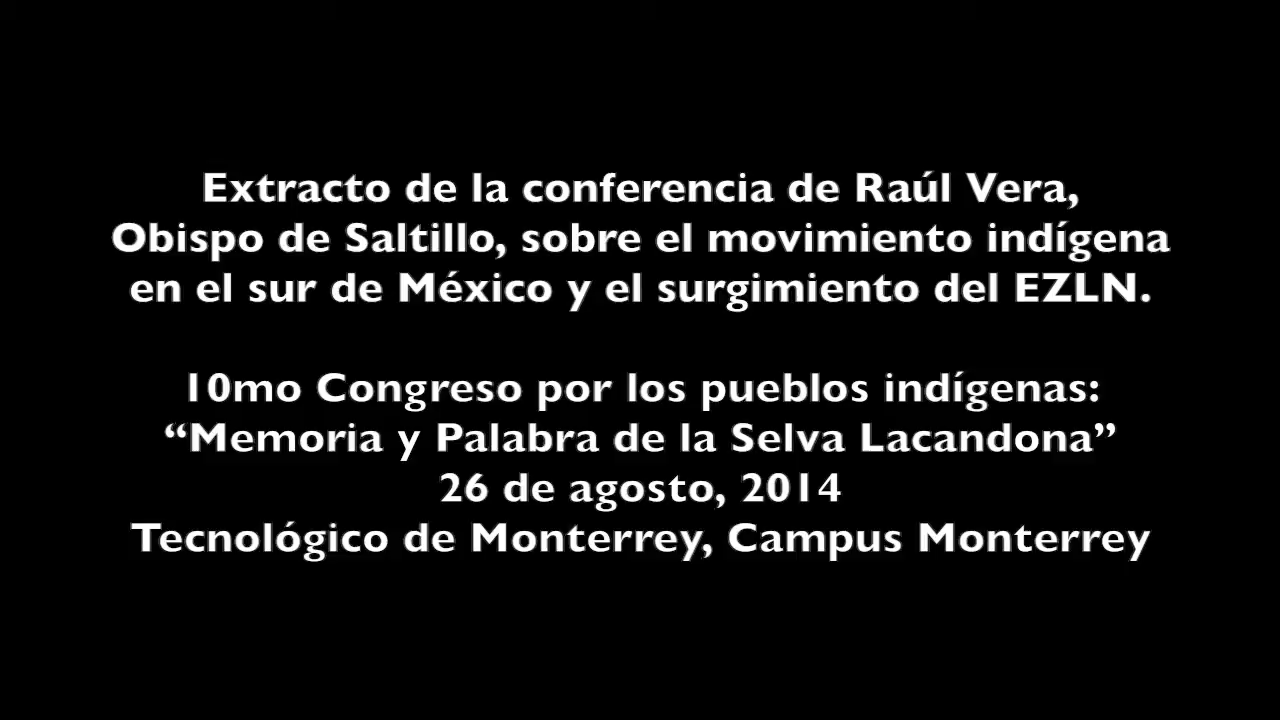 Extracto de la conferencia de Raúl Vera,
Obispo de Saltillo, sobre el movimiento indígena
en el sur de México y el surgimiento del EZLN.
10mo Congreso por los pueblos indígenas:
“Memoria y Palabra de la Selva Lacandona”
26 de agosto, 2014
Tecnológico de Monterrey, Campus Monterrey